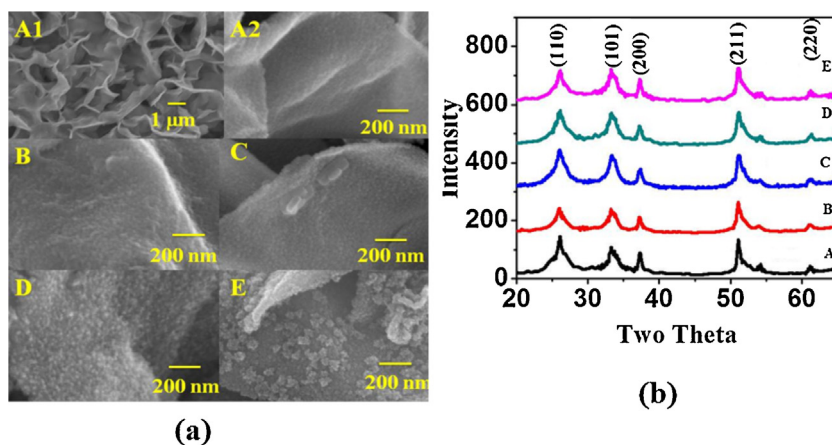 A1
1 µm
A2
200 nm
B
200 nm
C
200 nm
D
200 nm
E
200 nm
(a)
Intensity
800
600
400
200
0
(110)
(101)
(200)
(211)
(220)
E
D
C
B
A
20 30 40 50 60
Two Theta
(b)